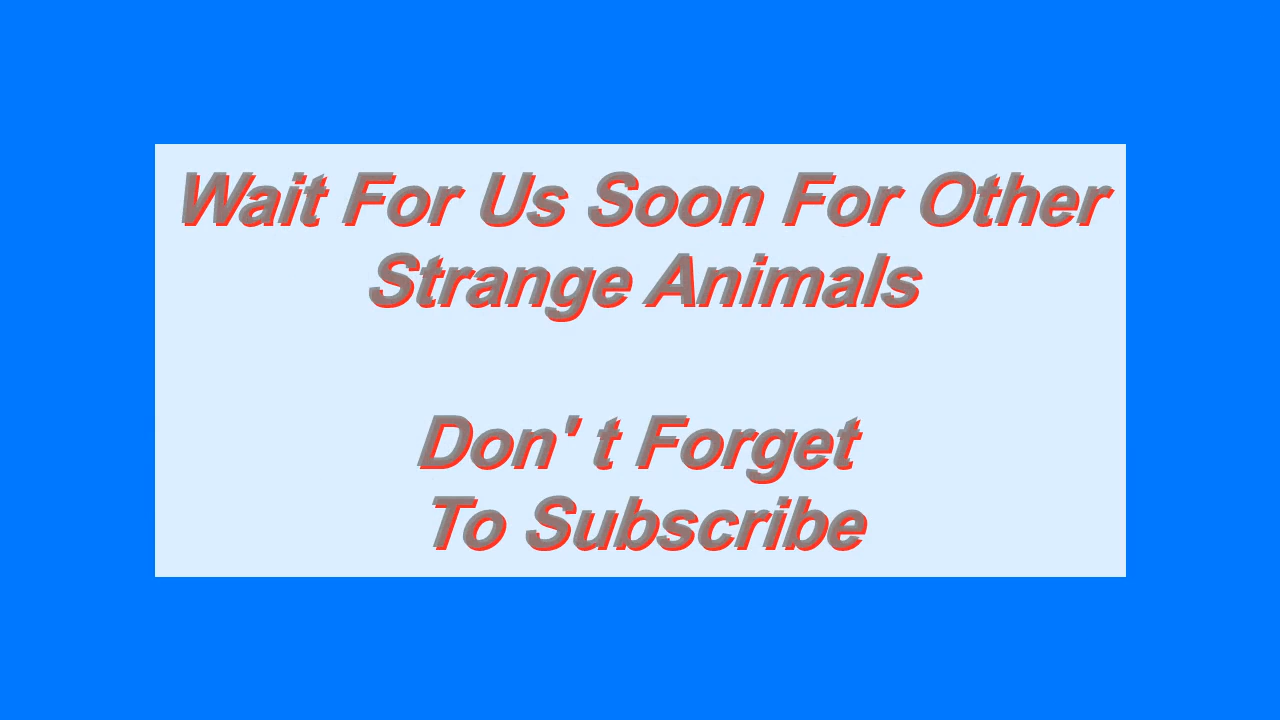 Wait For Us Soon For Other
Strange Animals
Don' t Forget
To Subscribe